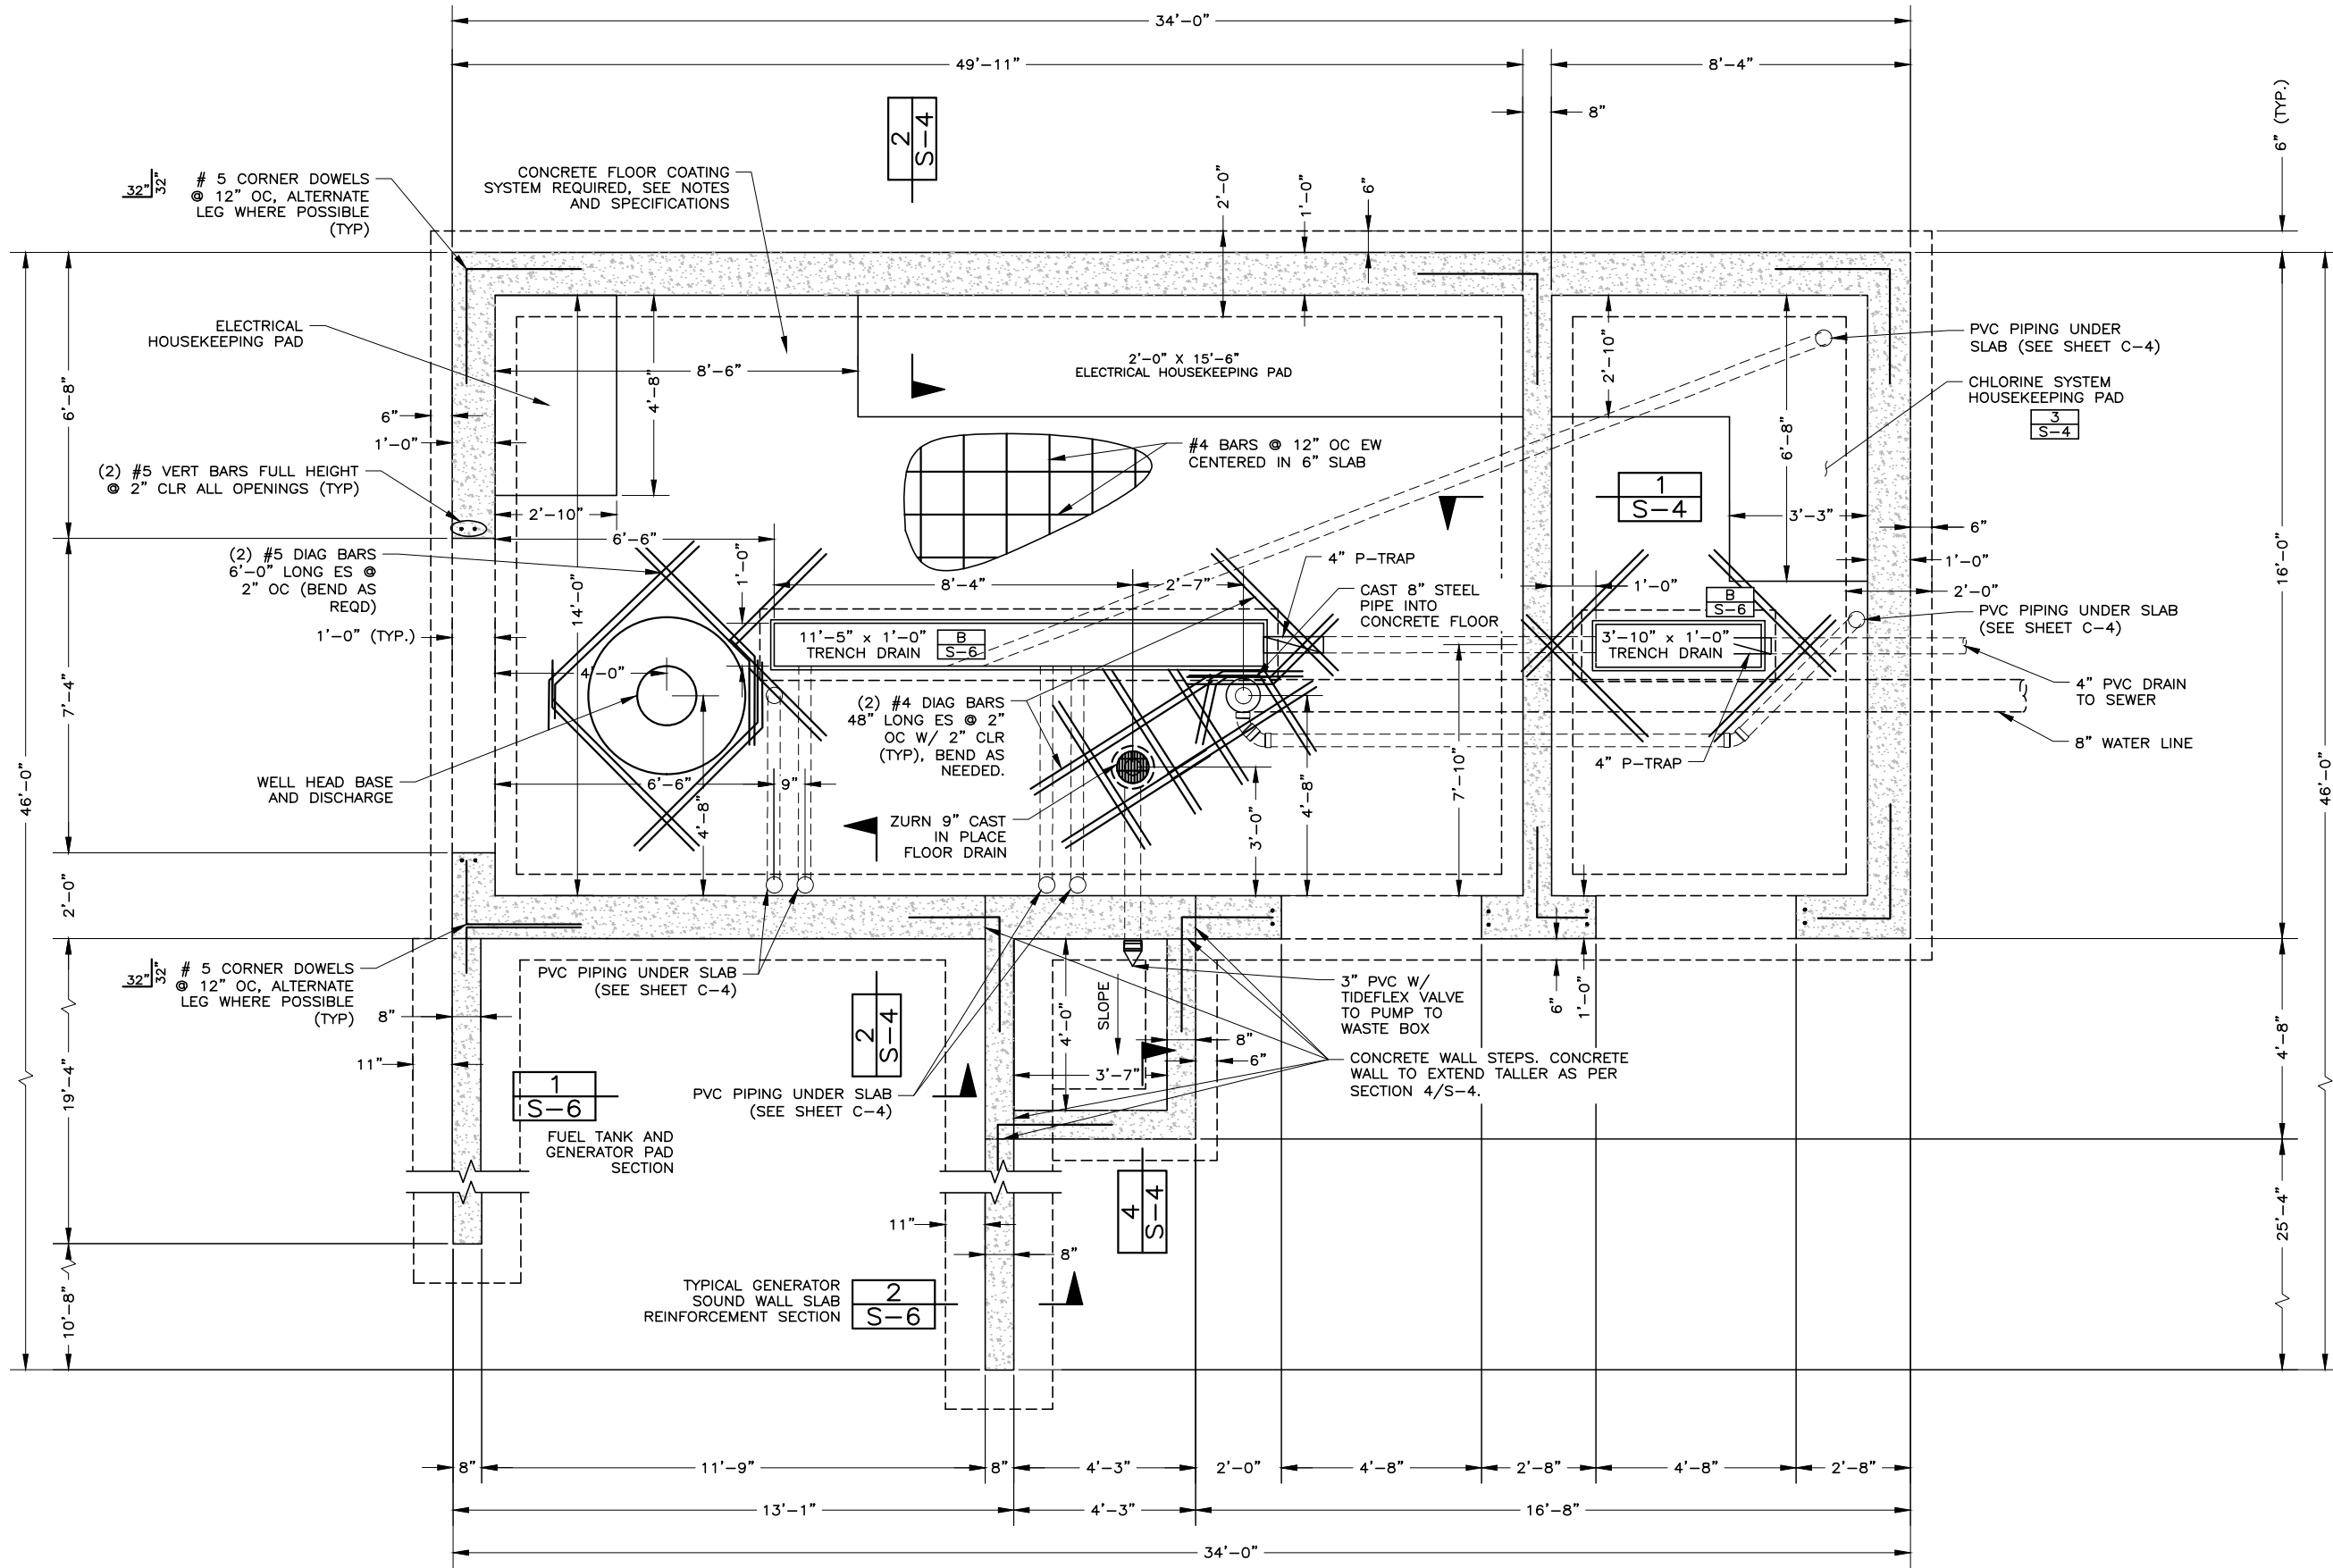 34'-0"
49'-11"
8'-4"
8"
6" (TYP.)
2
S-4
32"
32"
# 5 CORNER DOWELS
@ 12" OC, ALTERNATE
LEG WHERE POSSIBLE
(TYP)
CONCRETE FLOOR COATING
SYSTEM REQUIRED, SEE NOTES
AND SPECIFICATIONS
2'-0"
1'-0"
6"
ELECTRICAL
HOUSEKEEPING PAD
8'-6"
4'-8"
2'-0" X 15'-6"
ELECTRICAL HOUSEKEEPING PAD
2'-10"
6'-8"
PVC PIPING UNDER
SLAB (SEE SHEET C-4)
CHLORINE SYSTEM
HOUSEKEEPING PAD
3
S-4
6'-8"
6"
1'-0"
(2) #5 VERT BARS FULL HEIGHT
@ 2" CLR ALL OPENINGS (TYP)
#4 BARS @ 12" OC EW
CENTERED IN 6" SLAB
1
S-4
2'-10"
3'-3"
6'-6"
6"
1'-0"
2'-0"
16'-0"
(2) #5 DIAG BARS
6'-0" LONG ES @
2" OC (BEND AS
REQD)
1'-0" (TYP.)
14'-0"
1'-0"
8'-4"
2'-7"
4" P-TRAP
CAST 8" STEEL
PIPE INTO
CONCRETE FLOOR
1'-0"
B
S-6
PVC PIPING UNDER SLAB
(SEE SHEET C-4)
11'-5" x 1'-0"
TRENCH DRAIN
B
S-6
3'-10" x 1'-0"
TRENCH DRAIN
4'-0"
7'-4"
(2) #4 DIAG BARS
48" LONG ES @ 2"
OC W/ 2" CLR
(TYP), BEND AS
NEEDED.
4" PVC DRAIN
TO SEWER
8" WATER LINE
4" P-TRAP
WELL HEAD BASE
AND DISCHARGE
6'-6"
9"
4'-8"
3'-0"
4'-8"
7'-10"
46'-0"
46'-0"
ZURN 9" CAST
IN PLACE
FLOOR DRAIN
2'-0"
32"
32"
# 5 CORNER DOWELS
@ 12" OC, ALTERNATE
LEG WHERE POSSIBLE
(TYP)
PVC PIPING UNDER SLAB
(SEE SHEET C-4)
3" PVC W/
TIDEFLEX VALVE
TO PUMP TO
WASTE BOX
6"
1'-0"
8"
11"
2
S-4
4'-0"
SLOPE
8"
6"
3'-7"
CONCRETE WALL STEPS. CONCRETE
WALL TO EXTEND TALLER AS PER
SECTION 4/S-4.
4'-8"
19'-4"
1
S-6
PVC PIPING UNDER SLAB
(SEE SHEET C-4)
FUEL TANK AND
GENERATOR PAD
SECTION
4
S-4
11"
8"
25'-4"
10'-8"
TYPICAL GENERATOR
SOUND WALL SLAB
REINFORCEMENT SECTION
2
S-6
8"
11'-9"
8"
4'-3"
2'-0"
4'-8"
2'-8"
4'-8"
2'-8"
13'-1"
4'-3"
16'-8"
34'-0"